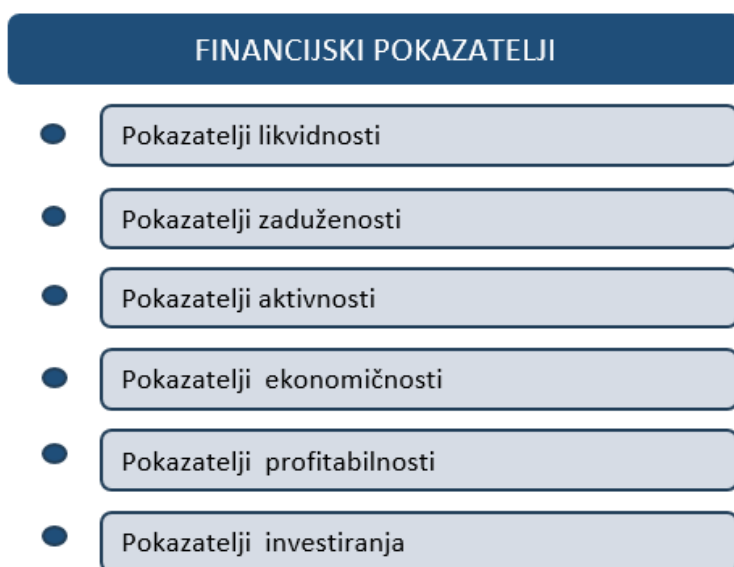 FINANCIJSKI POKAZATELJI
Pokazatelji likvidnosti
Pokazatelji zaduženosti
Pokazatelji aktivnosti
Pokazatelji  ekonomičnosti
Pokazatelji  profitabilnosti
Pokazatelji  investiranja